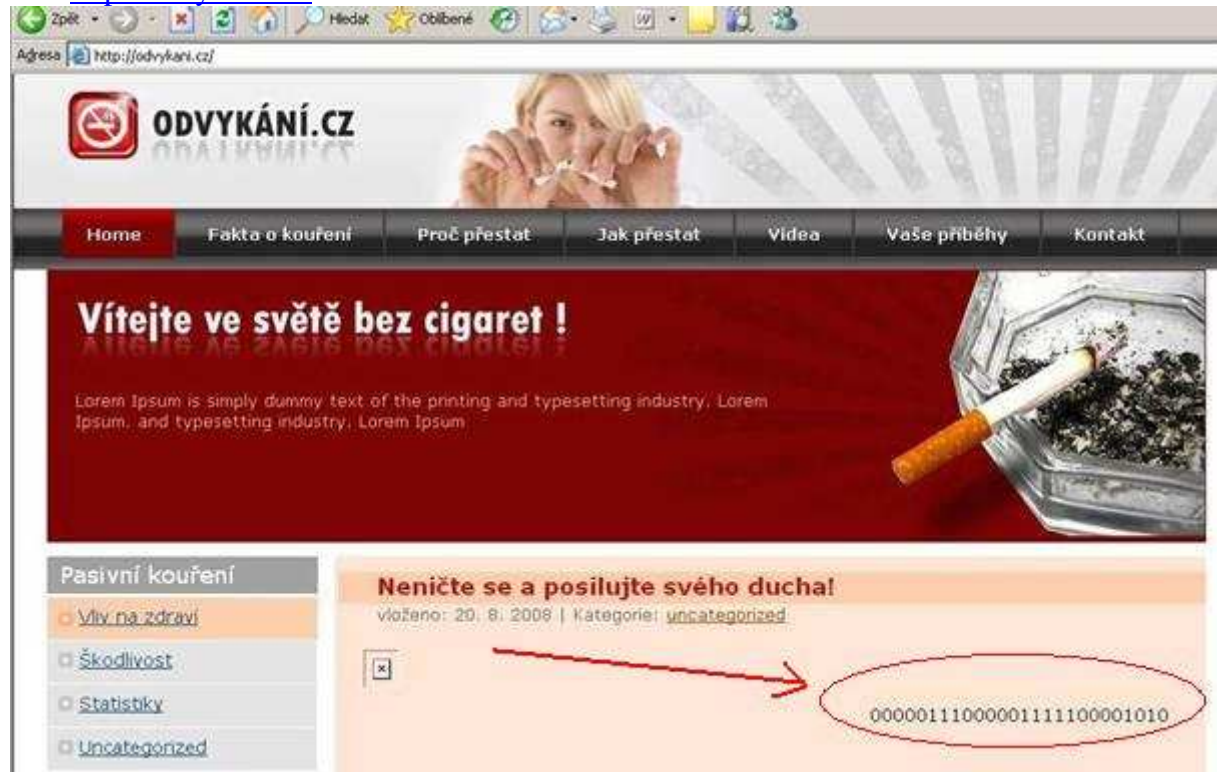 Zpět
Hledat
Oblíbené
Adresa
http://odvykani.cz/
ODVYKÁNÍ.CZ
Home
Fakta o kouření
Proč přestat
Jak přestat
Videa
Vaše příběhy
Kontakt
Vítejte ve světě bez cigaret !
Lorem Ipsum is simply dummy text of the printing and typesetting industry. Lorem
Ipsum. and typesetting industry. Lorem Ipsum
Pasivní kouření
Vliv na zdraví
Škodlivost
Statistiky
Uncategorized
Neničte se a posilujte svého ducha!
vloženo: 20. 8. 2008 | Kategorie: uncategorized
0000011100000111110001010